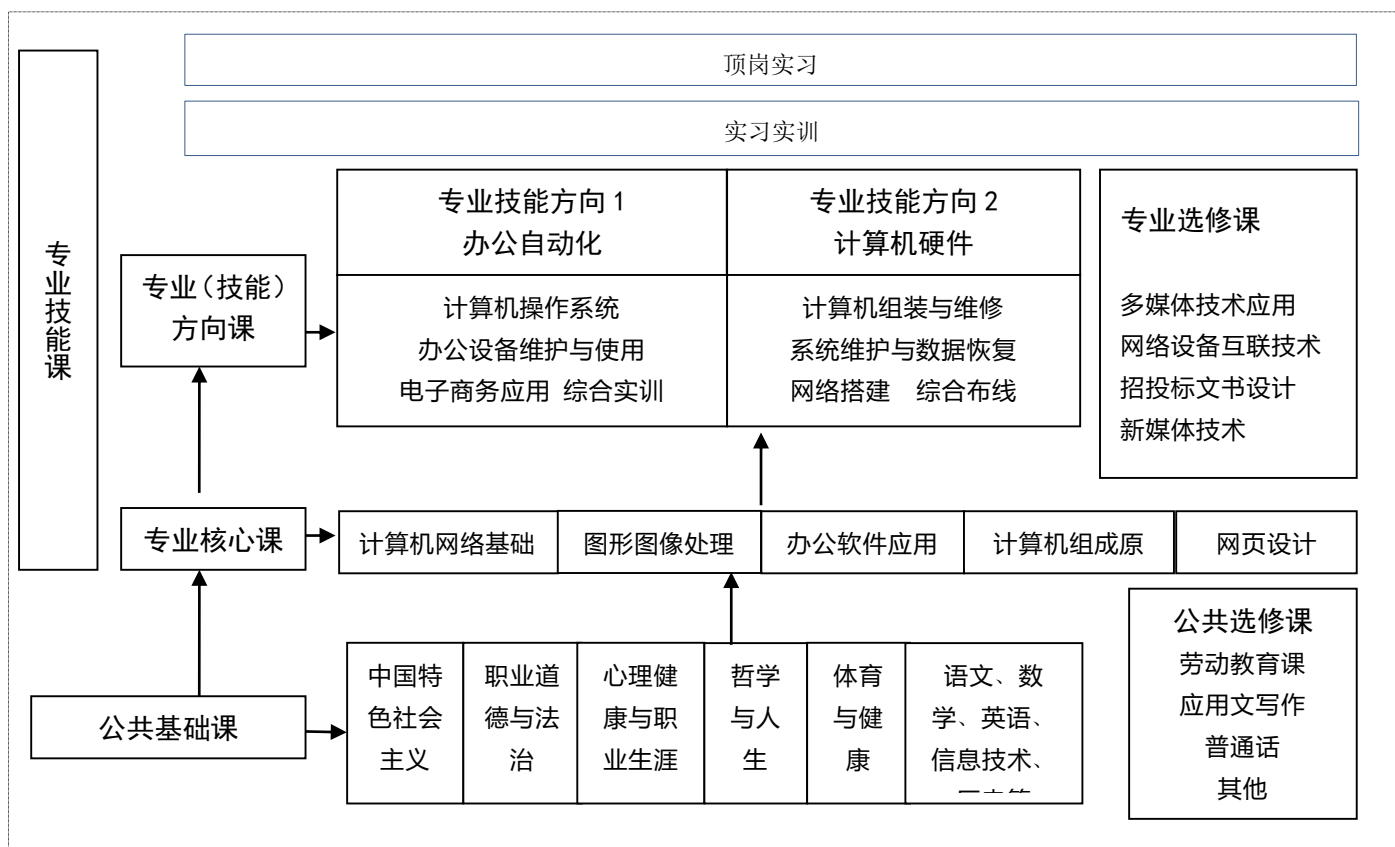 顶岗实习
实习实训
专业技能课
专业（技能）
方向课
专业技能方向 1
办公自动化
专业技能方向 2
计算机硬件
计算机操作系统
办公设备维护与使用
电子商务应用 综合实训
计算机组装与维修
系统维护与数据恢复
网络搭建 综合布线
专业选修课
多媒体技术应用
网络设备互联技术
招投标文书设计
新媒体技术
专业核心课
计算机网络基础
图形图像处理
办公软件应用
计算机组成原
网页设计
公共基础课
中国特
色社会
主义
职业道
德与法
治
心理健
康与职
业生涯
哲学
与人
生
体育
与健
康
语文、数
学、英语、
信息技术、
公共选修课
劳动教育课
应用文写作
普通话
其他